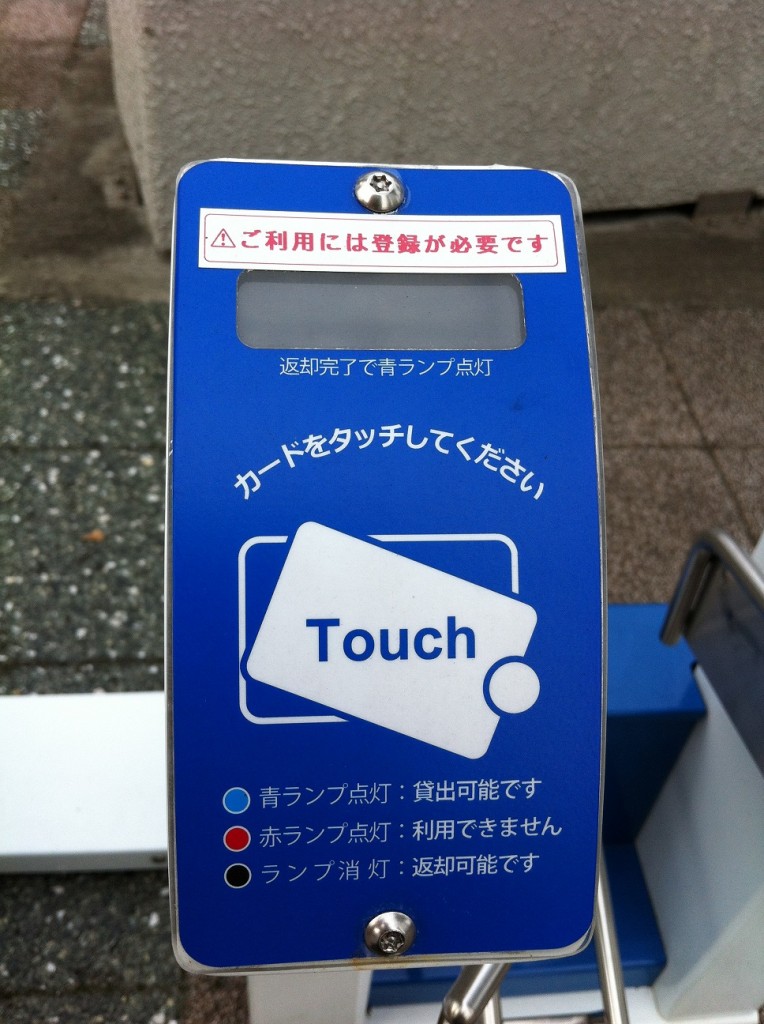 ⚠ご利用には登録が必要です
返却完了で青ランプ点灯
カードをタッチしてください
Touch
青ランプ点灯：貸出可能です
赤ランプ点灯：利用できません
ランプ消灯：返却可能です